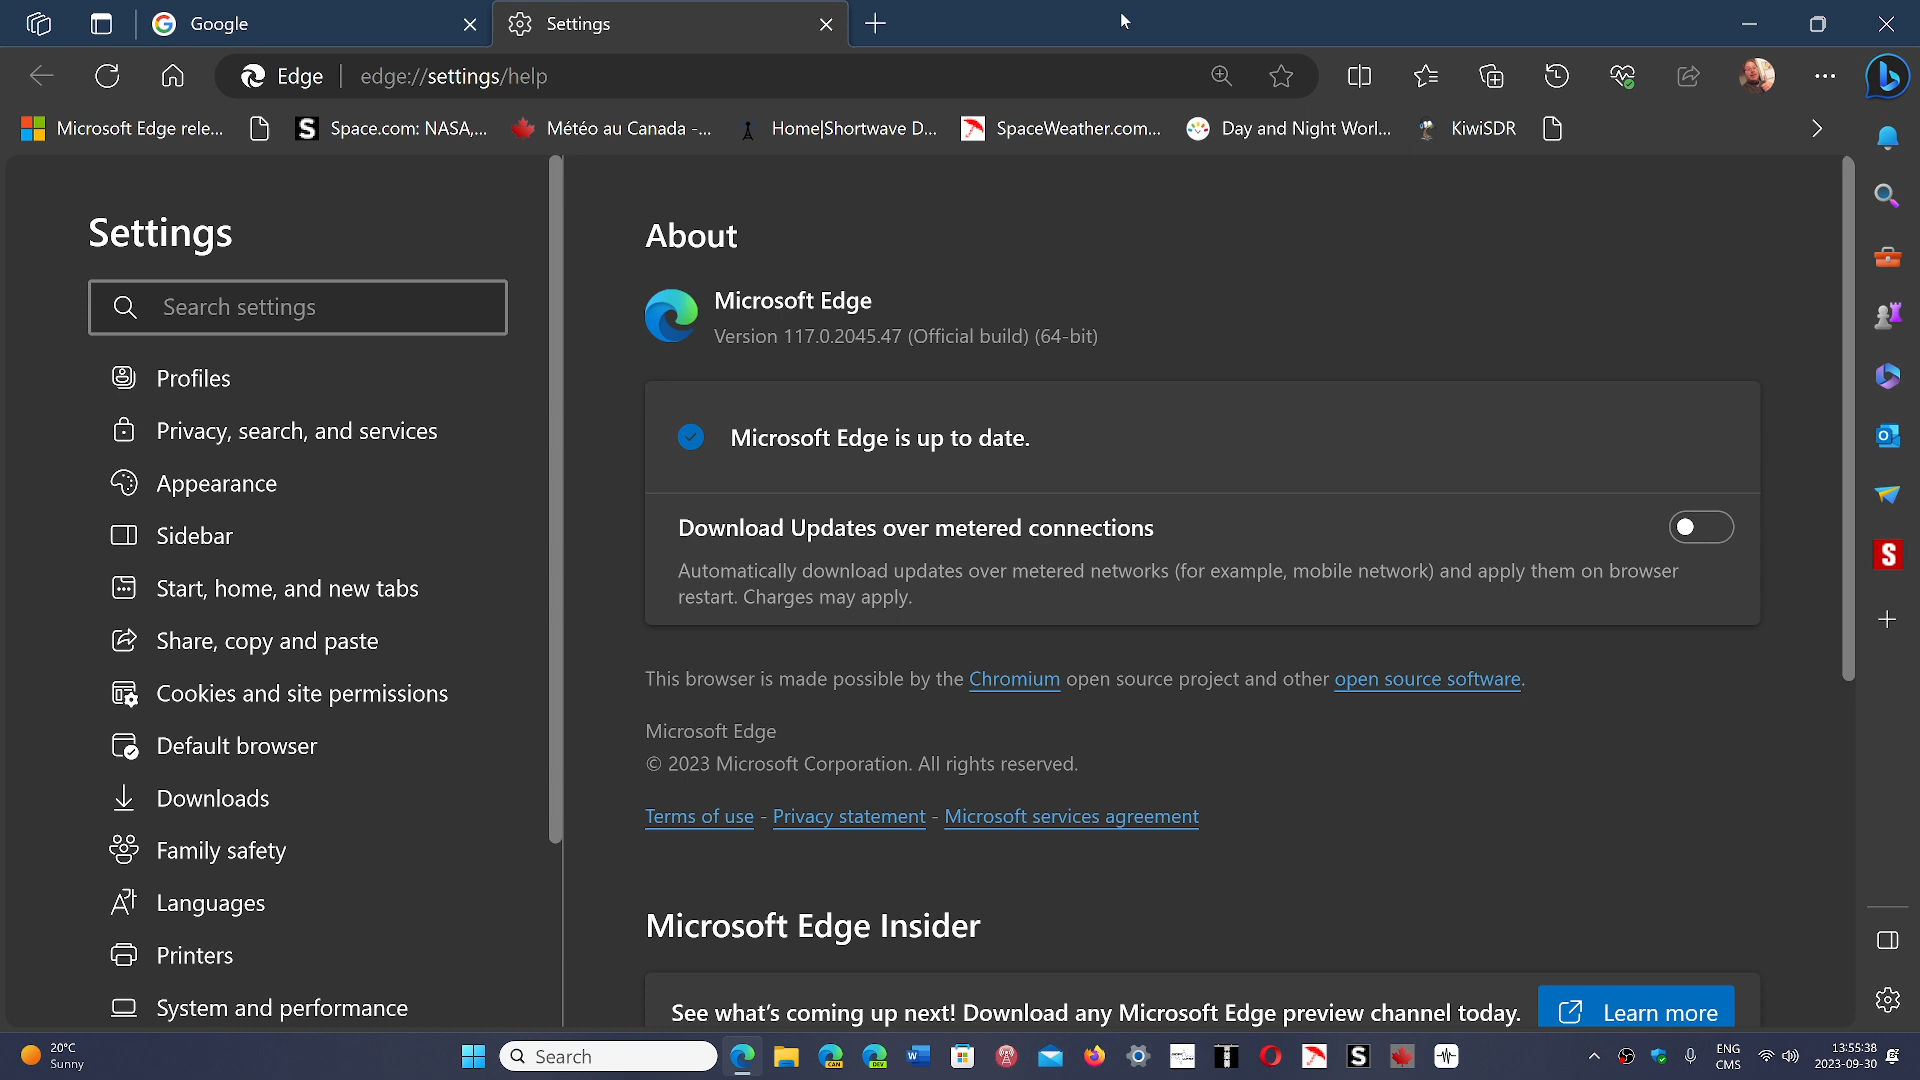 Google
Settings
Edge
edge://settings/help
Microsoft Edge rele...
Space.com: NASA,...
Météo au Canada -...
Home|Shortwave D...
SpaceWeather.com...
Day and Night Worl...
KiwiSDR
Settings
Search settings
Profiles
Privacy, search, and services
Appearance
Sidebar
Start, home, and new tabs
Share, copy and paste
Cookies and site permissions
Default browser
Downloads
Family safety
Languages
Printers
System and performance
About
Microsoft Edge
Version 117.0.2045.47 (Official build) (64-bit)
Microsoft Edge is up to date.
Download Updates over metered connections
Automatically download updates over metered networks (for example, mobile network) and apply them on browser
restart. Charges may apply.
This browser is made possible by the Chromium open source project and other open source software.
Microsoft Edge
© 2023 Microsoft Corporation. All rights reserved.
Terms of use - Privacy statement - Microsoft services agreement
Microsoft Edge Insider
See what's coming up next! Download any Microsoft Edge preview channel today.
Learn more
20°C
Sunny
Search
CAN
DEV
ENG
CMS
13:55:38
2023-09-30